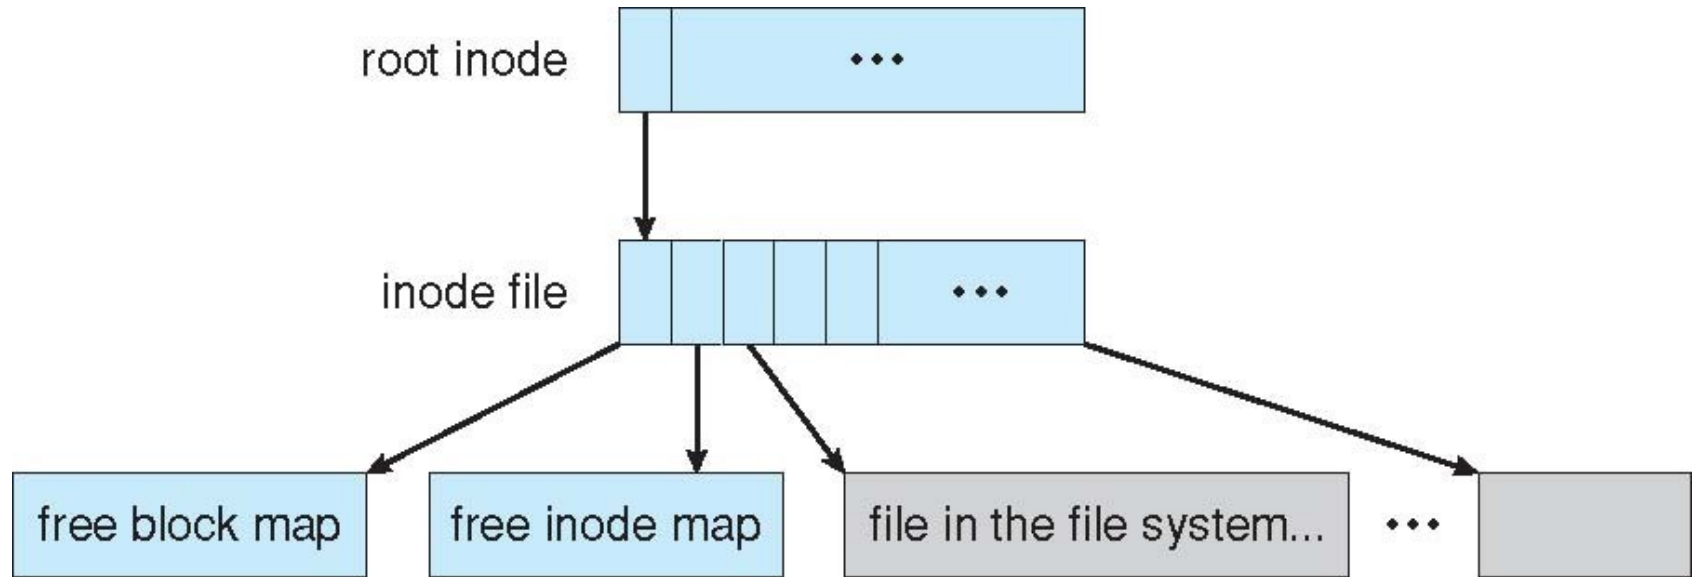 root inode
•••
inode file
•••
free block map
free inode map
file in the file system...
•••